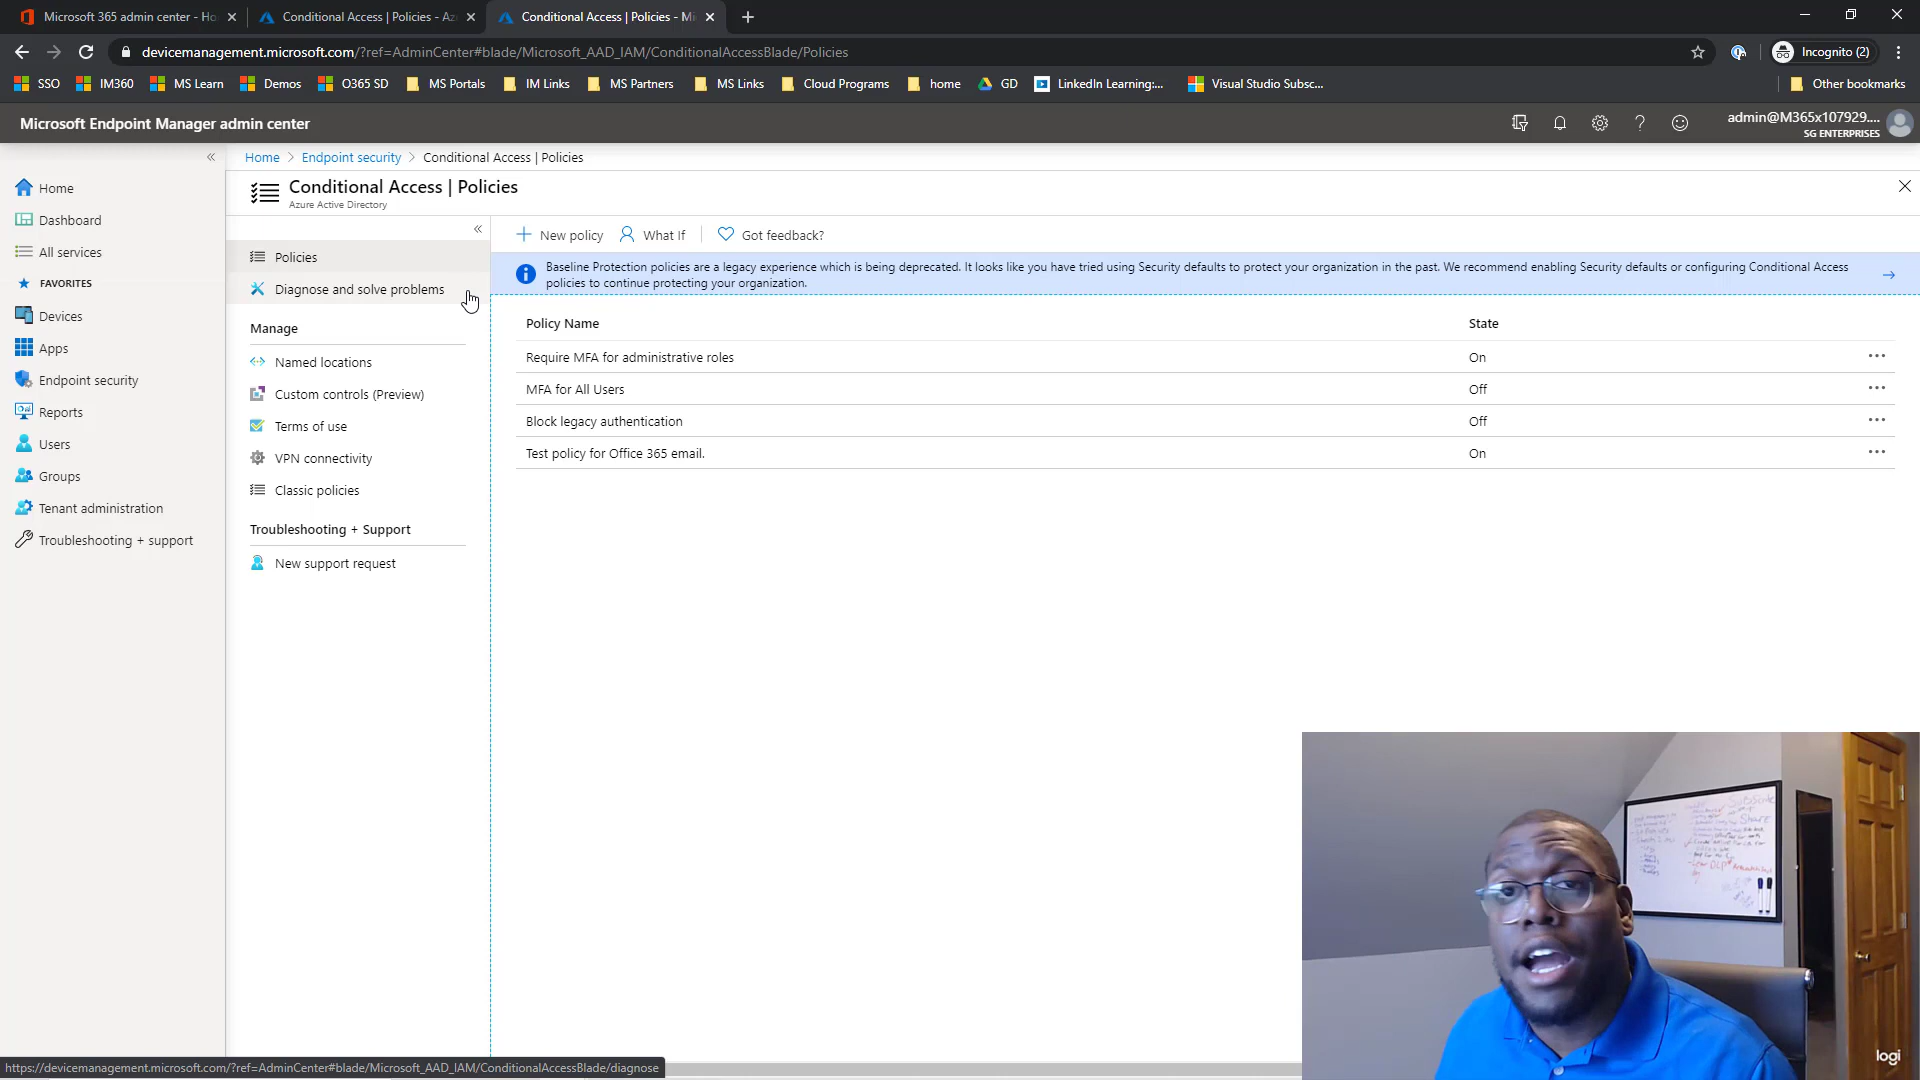 Microsoft 365 admin center - Ho
Conditional Access | Policies - Az
Conditional Access | Policies - Mi
devicemanagement.microsoft.com/?ref=AdminCenter#blade/Microsoft_AAD_IAM/ConditionalAccessBlade/Policies
Incognito (2)
SSO IM360 MS Learn Demos O365 SD MS Portals IM Links MS Partners MS Links Cloud Programs home GD LinkedIn Learning:... Visual Studio Subsc... Other bookmarks
Microsoft Endpoint Manager admin center
admin@M365x107929....
SG ENTERPRISES
Home > Endpoint security > Conditional Access | Policies
Conditional Access | Policies
Azure Active Directory
Home
Dashboard
All services
FAVORITES
Devices
Apps
Endpoint security
Reports
Users
Groups
Tenant administration
Troubleshooting + support
Policies
Diagnose and solve problems
Manage
Named locations
Custom controls (Preview)
Terms of use
VPN connectivity
Classic policies
Troubleshooting + Support
New support request
New policy What If Got feedback?
Baseline Protection policies are a legacy experience which is being deprecated. It looks like you have tried using Security defaults to protect your organization in the past. We recommend enabling Security defaults or configuring Conditional Access
policies to continue protecting your organization.
Policy Name State
Require MFA for administrative roles On
MFA for All Users Off
Block legacy authentication Off
Test policy for Office 365 email. On
https://devicemanagement.microsoft.com/?ref=AdminCenter#blade/Microsoft_AAD_IAM/ConditionalAccessBlade/diagnose
logi